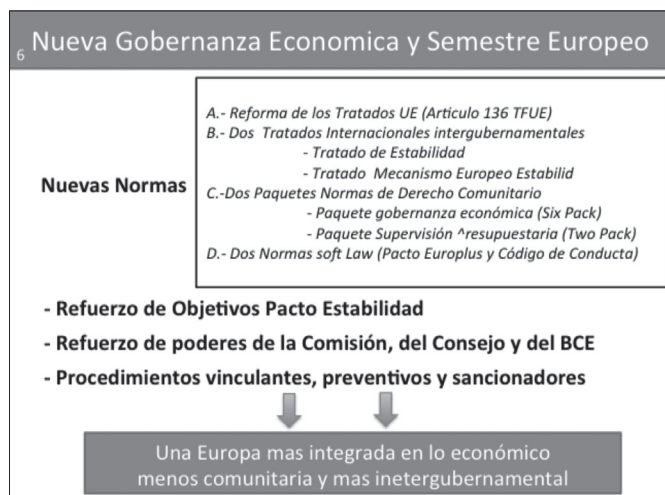 6 Nueva Gobernanza Economica y Semestre Europeo
Nuevas Normas
A.- Reforma de los Tratados UE (Articulo 136 TFUE)
B.- Dos Tratados Internacionales intergubernamentales
- Tratado de Estabilidad
- Tratado Mecanismo Europeo Estabilid
C.-Dos Paquetes Normas de Derecho Comunitario
- Paquete gobernanza económica (Six Pack)
- Paquete Supervisión ^resupuestaria (Two Pack)
D.- Dos Normas soft Law (Pacto Europlus y Código de Conducta)
- Refuerzo de Objetivos Pacto Estabilidad
- Refuerzo de poderes de la Comisión, del Consejo y del BCE
- Procedimientos vinculantes, preventivos y sancionadores
Una Europa mas integrada en lo económico
menos comunitaria y mas inetergubernamental